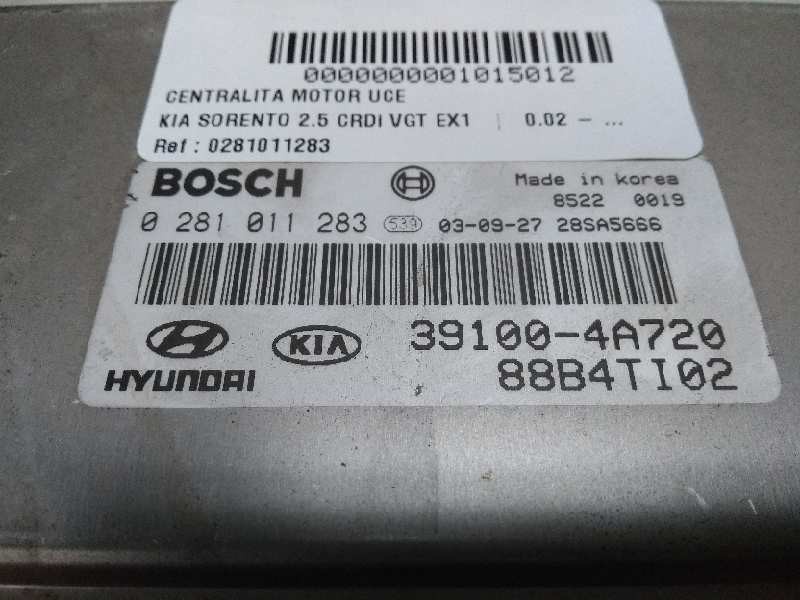 0000000001015012
CENTRALITA MOTOR UCE
KIA SORENTO 2.5 CRDI VGT EX1 | 0.02 - ...
Ref : 0281011283
BOSCH Made in korea
8522 0019
0 281 011 283 539 03-09-27 28SA5666
HYUNDAI KIA 39100-4A720
88B4TI02